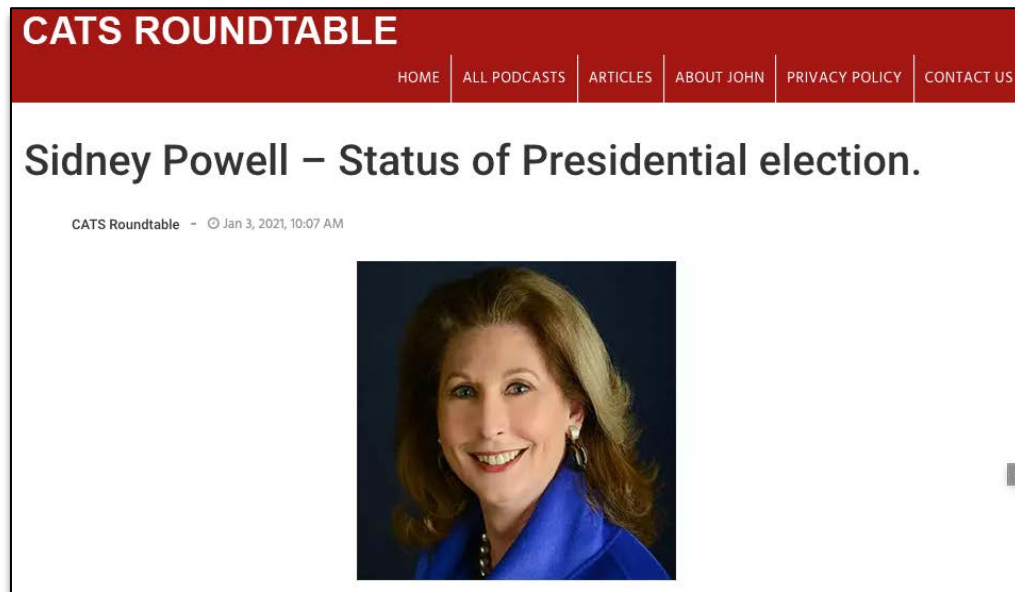 CATS ROUNDTABLE
HOME ALL PODCASTS ARTICLES ABOUT JOHN PRIVACY POLICY CONTACT US
Sidney Powell – Status of Presidential election.
CATS Roundtable - Jan 3, 2021, 10:07 AM